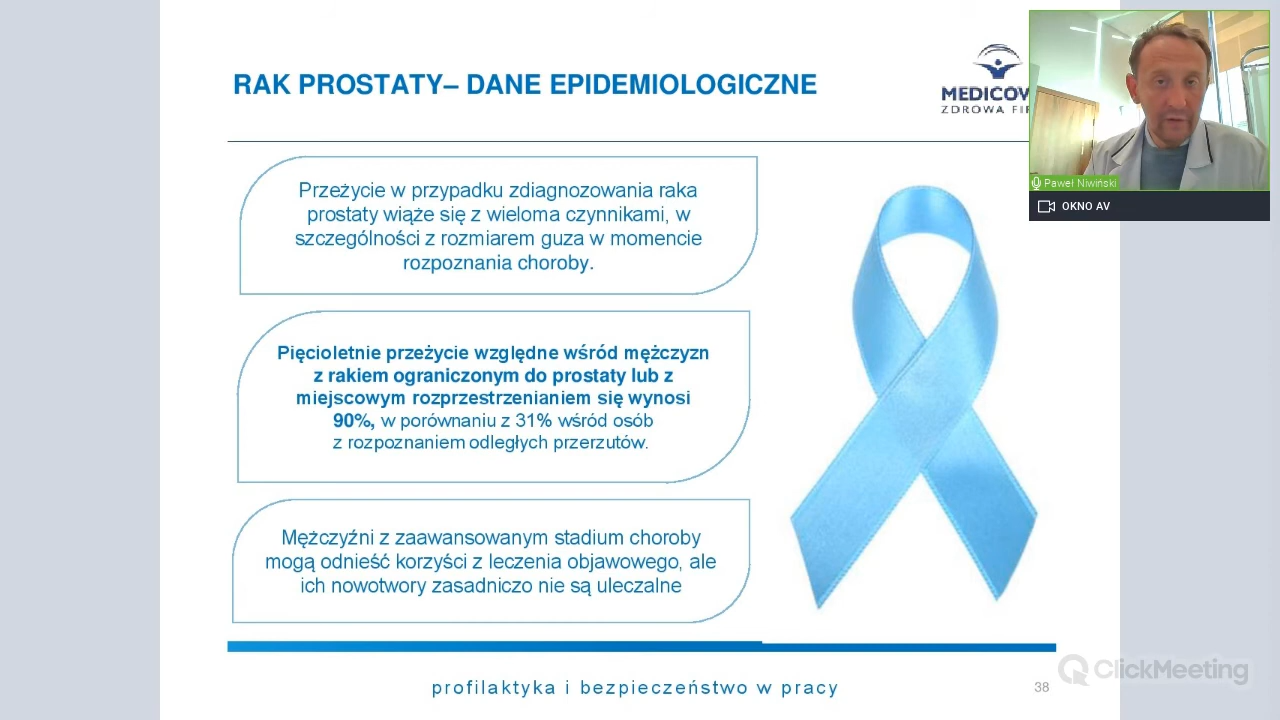 RAK PROSTATY– DANE EPIDEMIOLOGICZNE
MEDICOV
ZDROWA FIR
Paweł Niwiński
OKNO AV
Przeżycie w przypadku zdiagnozowania raka
prostaty wiąże się z wieloma czynnikami, w
szczególności z rozmiarem guza w momencie
rozpoznania choroby.
Pięcioletnie przeżycie względne wśród mężczyzn
z rakiem ograniczonym do prostaty lub z
miejscowym rozprzestrzenianiem się wynosi
90%, w porównaniu z 31% wśród osób
z rozpoznaniem odległych przerzutów.
Mężczyźni z zaawansowanym stadium choroby
mogą odnieść korzyści z leczenia objawowego, ale
ich nowotwory zasadniczo nie są uleczalne
profilaktyka i bezpieczeństwo w pracy
38
ClickMeeting